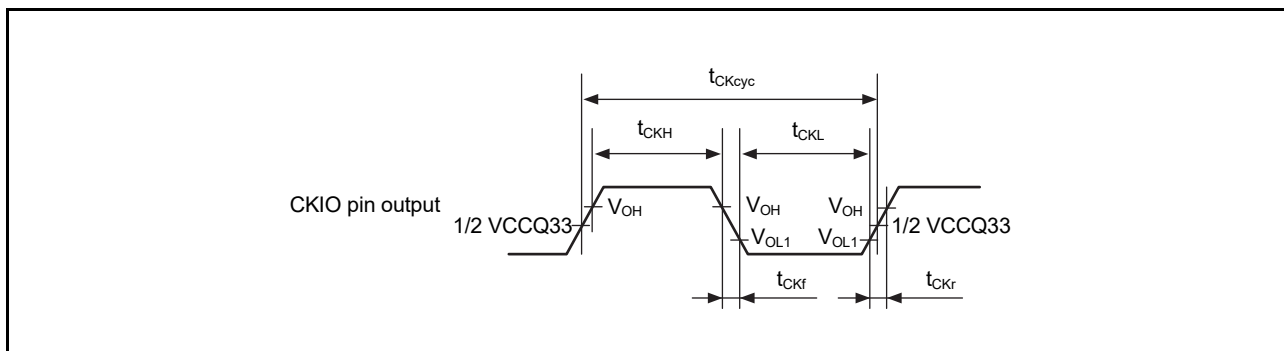 tCKcyc
tCKH
tCKL
CKIO pin output
1/2 VCCQ33
VOH
VOH
VOL1
VOH
VOL1
1/2 VCCQ33
tCKf
tCKr